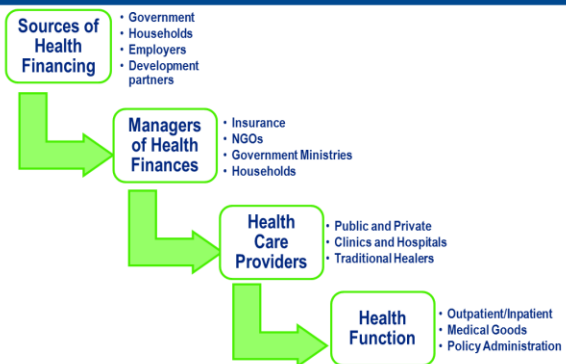 Sources of
Health
Financing
• Government
• Households
• Employers
• Development
partners
Managers
of Health
Finances
• Insurance
• NGOs
• Government Ministries
• Households
Health
Care
Providers
• Public and Private
• Clinics and Hospitals
• Traditional Healers
Health
Function
• Outpatient/Inpatient
• Medical Goods
• Policy Administration